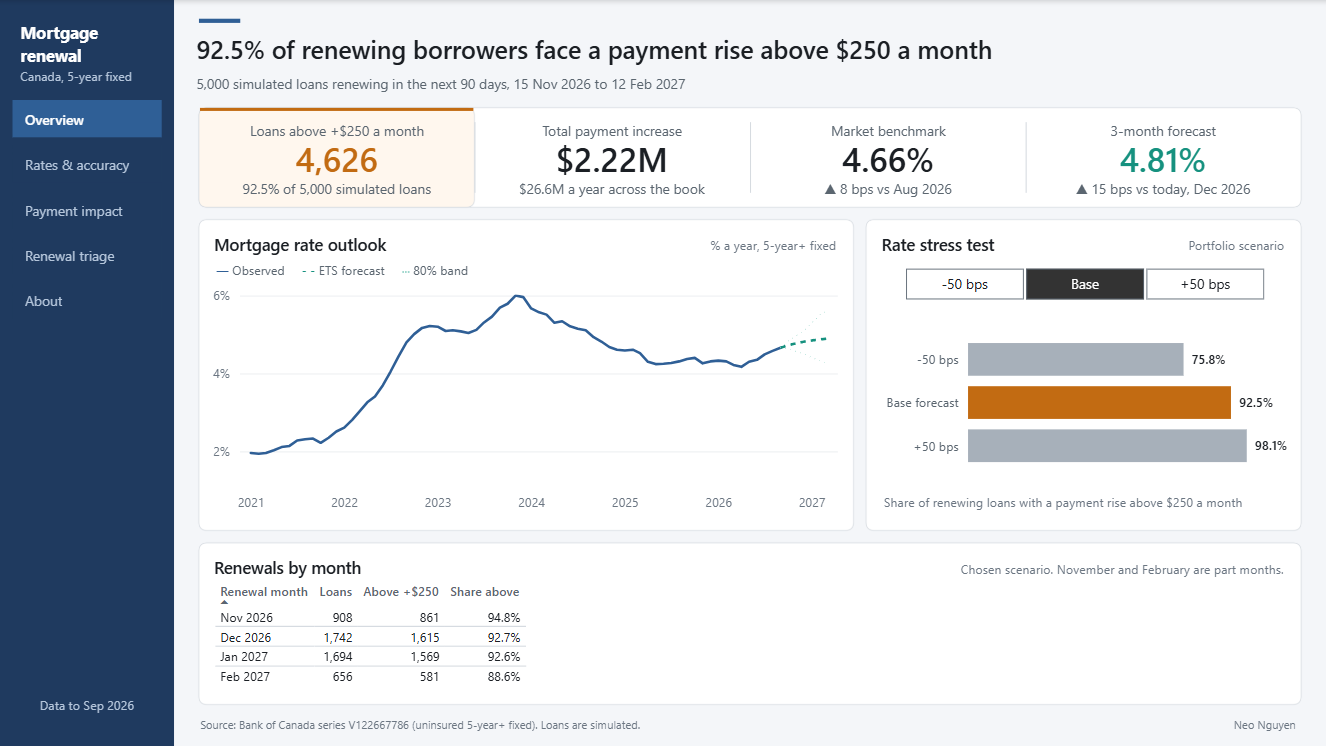 Mortgage
renewal
Canada, 5-year fixed
Overview
Rates & accuracy
Payment impact
Renewal triage
About
Data to Sep 2026
92.5% of renewing borrowers face a payment rise above $250 a month
5,000 simulated loans renewing in the next 90 days, 15 Nov 2026 to 12 Feb 2027
Loans above +$250 a month
4,626
92.5% of 5,000 simulated loans
Total payment increase
$2.22M
$26.6M a year across the book
Market benchmark
4.66%
▲ 8 bps vs Aug 2026
3-month forecast
4.81%
▲ 15 bps vs today, Dec 2026
Mortgage rate outlook
% a year, 5-year+ fixed
Observed
ETS forecast
80% band
6%
4%
2%
2021 2022 2023 2024 2025 2026 2027
Rate stress test
Portfolio scenario
-50 bps Base +50 bps
-50 bps 75.8%
Base forecast 92.5%
+50 bps 98.1%
Share of renewing loans with a payment rise above $250 a month
Renewals by month
Chosen scenario. November and February are part months.
Renewal month Loans Above +$250 Share above
Nov 2026 908 861 94.8%
Dec 2026 1,742 1,615 92.7%
Jan 2027 1,694 1,569 92.6%
Feb 2027 656 581 88.6%
Source: Bank of Canada series V122667786 (uninsured 5-year+ fixed). Loans are simulated.
Neo Nguyen